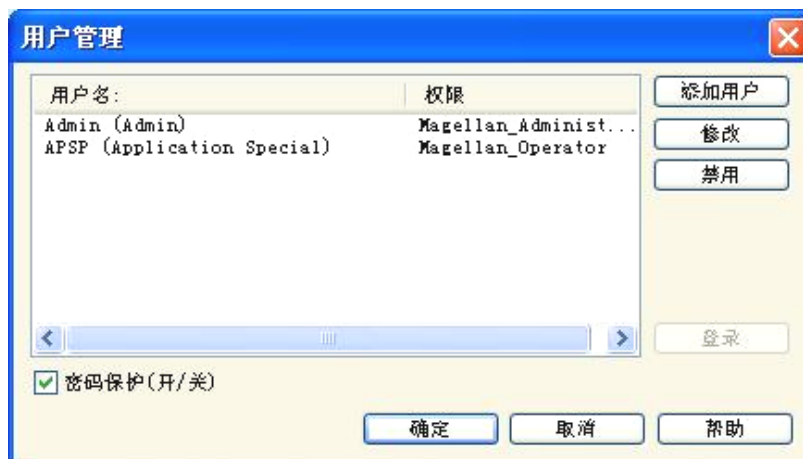 用户管理
用户名: 权限 添加用户
Admin (Admin) Magellan_Administ...
APSP (Application Special) Magellan_Operator
修改
禁用
登录
密码保护(开/关)
确定 取消 帮助